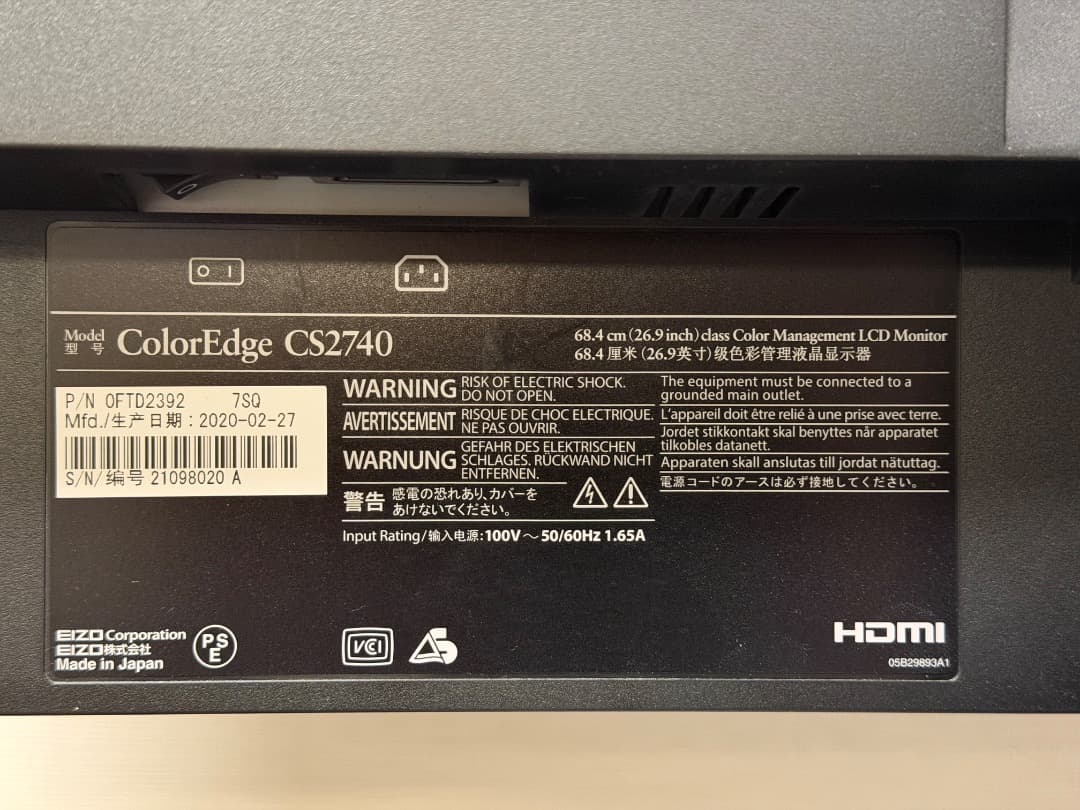 Model
型 号
ColorEdge CS2740
68.4 cm (26.9 inch) class Color Management LCD Monitor
68.4 厘米 (26.9英寸) 级色彩管理液晶显示器
P/N 0FTD2392 7SQ
Mfd./生产日期 : 2020-02-27
S/N/编号 21098020 A
WARNING RISK OF ELECTRIC SHOCK.
DO NOT OPEN.
AVERTISSEMENT RISQUE DE CHOC ELECTRIQUE.
NE PAS OUVRIR.
WARNUNG GEFAHR DES ELEKTRISCHEN
SCHLAGES. RÜCKWAND NICHT
ENTFERNEN.
警告 感電の恐れあり、カバーを
あけないでください。
Input Rating/输入电源:100V～50/60Hz 1.65A
The equipment must be connected to a
grounded main outlet.
L'appareil doit être relié à une prise avec terre.
Jordet stikkontakt skal benyttes når apparatet
tilkobles datanett.
Apparaten skall anslutas till jordat nätuttag.
電源コードのアースは必ず接地してください。
EIZO Corporation
EIZO株式会社
Made in Japan
PSE
VCI
HDMI
05B29893A1